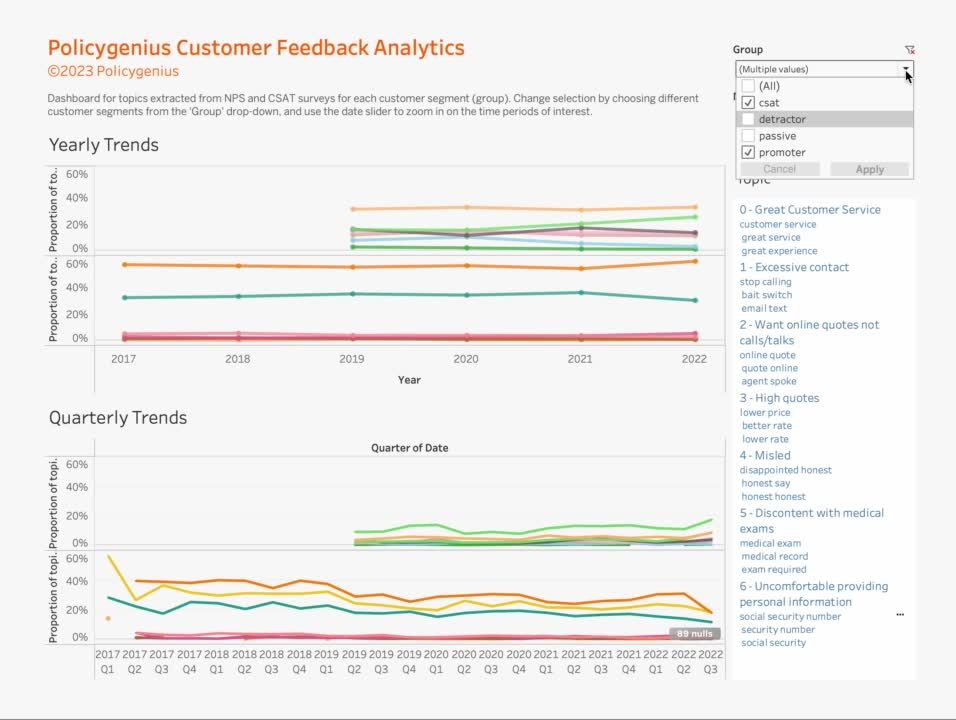 Policygenius Customer Feedback Analytics
©2023 Policygenius
Dashboard for topics extracted from NPS and CSAT surveys for each customer segment (group). Change selection by choosing different
customer segments from the 'Group' drop-down, and use the date slider to zoom in on the time periods of interest.
Group
(Multiple values)
(All)
csat
detractor
passive
promoter
Cancel Apply
Yearly Trends
Proportion of to..
60%
40%
20%
0%
Proportion of to..
60%
40%
20%
0%
2017 2018 2019 2020 2021 2022
Year
Quarterly Trends
Quarter of Date
Proportion of topi..
60%
40%
20%
0%
Proportion of topi..
60%
40%
20%
0%
89 nulls
2017 2017 2017 2017 2018 2018 2018 2018 2019 2019 2019 2019 2020 2020 2020 2020 2021 2021 2021 2021 2022 2022 2022
Q1 Q2 Q3 Q4 Q1 Q2 Q3 Q4 Q1 Q2 Q3 Q4 Q1 Q2 Q3 Q4 Q1 Q2 Q3 Q4 Q1 Q2 Q3
Topic
0 - Great Customer Service
customer service
great service
great experience
1 - Excessive contact
stop calling
bait switch
email text
2 - Want online quotes not
calls/talks
online quote
quote online
agent spoke
3 - High quotes
lower price
better rate
lower rate
4 - Misled
disappointed honest
honest say
honest honest
5 - Discontent with medical
exams
medical exam
medical record
exam required
6 - Uncomfortable providing
personal information
social security number
security number
social security